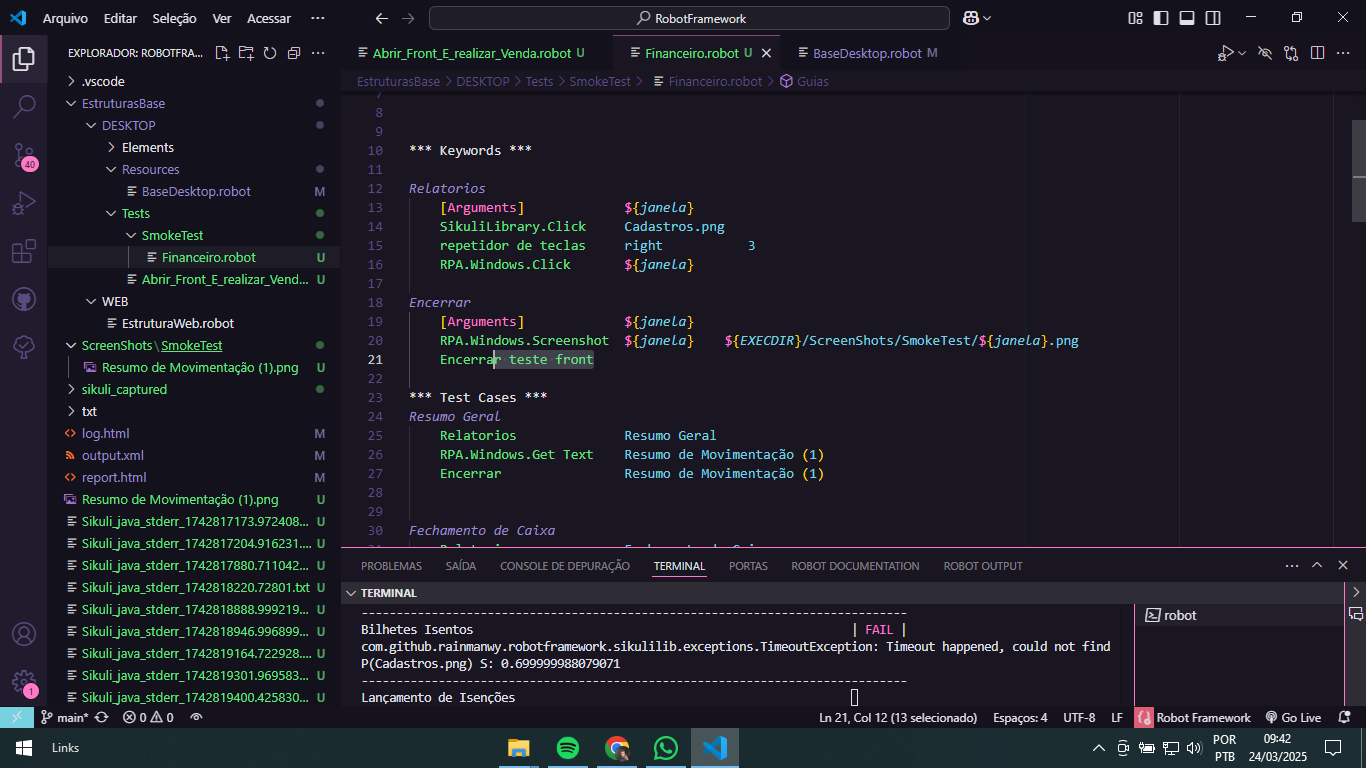 Arquivo Editar Seleção Ver Acessar ···
RobotFramework
EXPLORADOR: ROBOTFRA... ···
.vscode
EstruturasBase
DESKTOP
Elements
Resources
BaseDesktop.robot M
Tests
SmokeTest
Financeiro.robot U
Abrir_Front_E_realizar_Vend... U
WEB
EstruturaWeb.robot
ScreenShots\SmokeTest
Resumo de Movimentação (1).png U
sikuli_captured
txt
log.html M
output.xml M
report.html M
Resumo de Movimentação (1).png U
Sikuli_java_stderr_1742817173.972408... U
Sikuli_java_stderr_1742817204.916231.... U
Sikuli_java_stderr_1742817880.711042... U
Sikuli_java_stderr_1742818220.72801.txt U
Sikuli_java_stderr_1742818888.999219... U
Sikuli_java_stderr_1742818946.996899... U
Sikuli_java_stderr_1742819164.722928.... U
Sikuli_java_stderr_1742819301.969583... U
Sikuli_java_stderr_1742819400.425830... U
40
1
Abrir_Front_E_realizar_Venda.robot U
Financeiro.robot U
BaseDesktop.robot M
···
EstruturasBase > DESKTOP > Tests > SmokeTest > Financeiro.robot > Guias
7
8
9
10 *** Keywords ***
11
12 Relatorios
13 [Arguments] ${janela}
14 SikuliLibrary.Click Cadastros.png
15 repetidor de teclas right 3
16 RPA.Windows.Click ${janela}
17
18 Encerrar
19 [Arguments] ${janela}
20 RPA.Windows.Screenshot ${janela} ${EXECDIR}/ScreenShots/SmokeTest/${janela}.png
21 Encerrar·teste·front
22
23 *** Test Cases ***
24 Resumo Geral
25 Relatorios Resumo Geral
26 RPA.Windows.Get Text Resumo de Movimentação (1)
27 Encerrar Resumo de Movimentação (1)
28
29
30 Fechamento de Caixa
PROBLEMAS SAÍDA CONSOLE DE DEPURAÇÃO TERMINAL PORTAS ROBOT DOCUMENTATION ROBOT OUTPUT ···
TERMINAL
------------------------------------------------------------------------------
Bilhetes Isentos | FAIL |
com.github.rainmanwy.robotframework.sikulilib.exceptions.TimeoutException: Timeout happened, could not find
P(Cadastros.png) S: 0.699999988079071
------------------------------------------------------------------------------
Lançamento de Isenções
robot
main* 0 0
Ln 21, Col 12 (13 selecionado) Espaços: 4 UTF-8 LF Robot Framework Go Live
Links
POR
PTB
09:42
24/03/2025